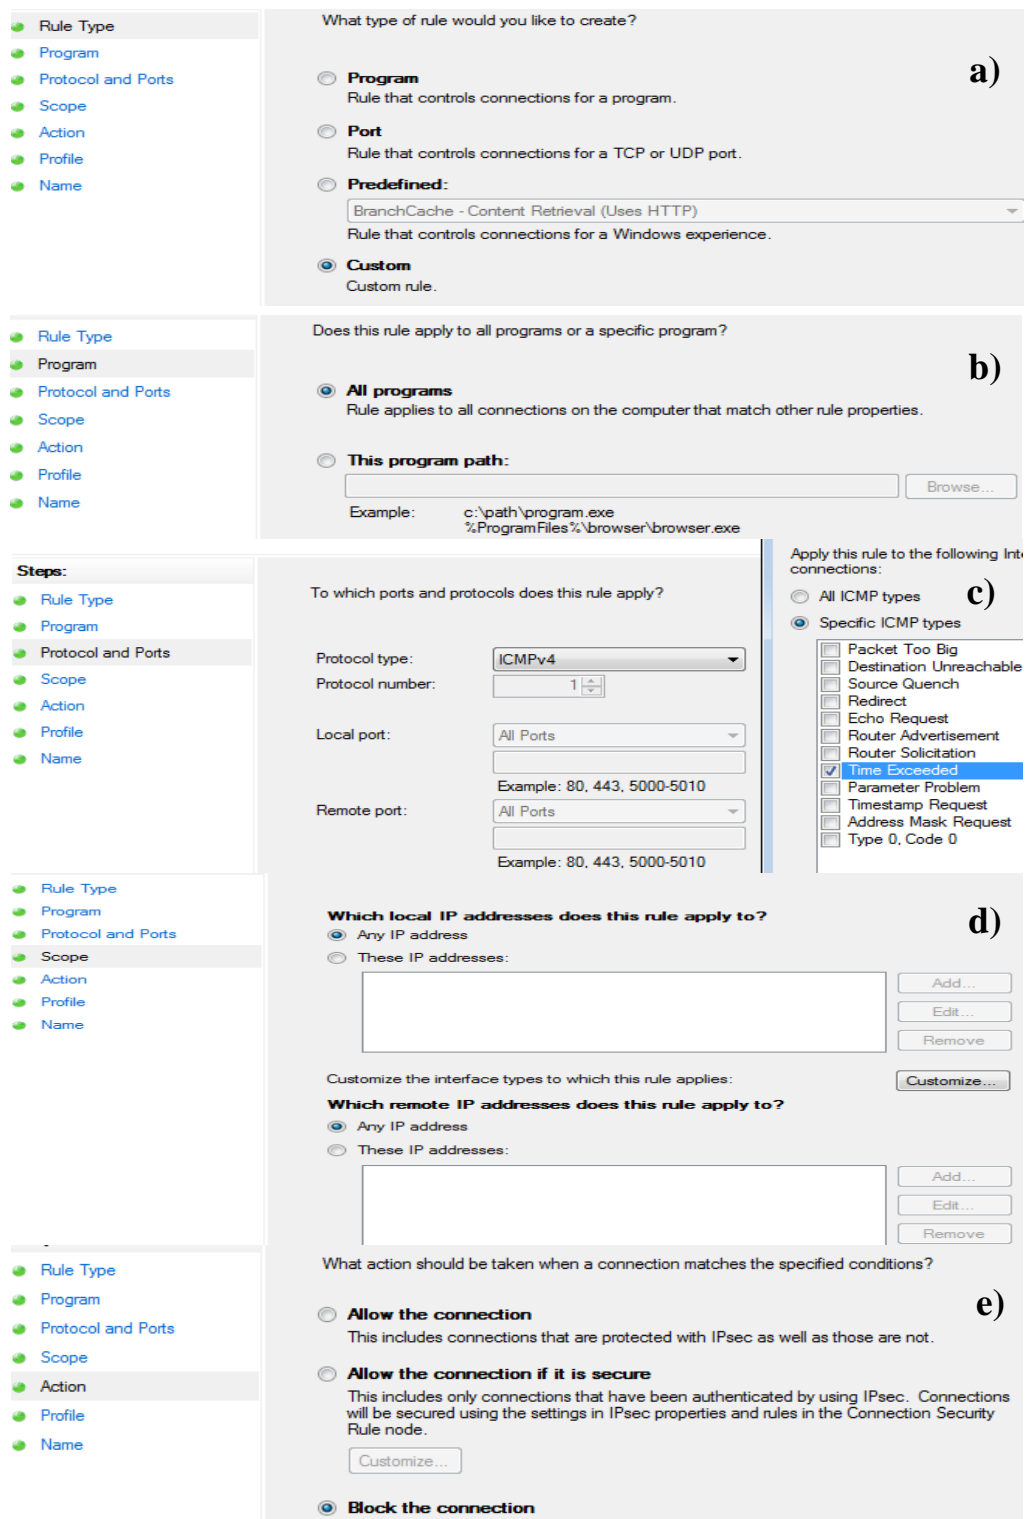 Rule Type
Program
Protocol and Ports
Scope
Action
Profile
Name
What type of rule would you like to create?
a)
Program
Rule that controls connections for a program.
Port
Rule that controls connections for a TCP or UDP port.
Predefined:
BranchCache - Content Retrieval (Uses HTTP)
Rule that controls connections for a Windows experience.
Custom
Custom rule.
Rule Type
Program
Protocol and Ports
Scope
Action
Profile
Name
Does this rule apply to all programs or a specific program?
b)
All programs
Rule applies to all connections on the computer that match other rule properties.
This program path:
Browse...
Example: c:\path\program.exe
%ProgramFiles%\browser\browser.exe
Steps:
Rule Type
Program
Protocol and Ports
Scope
Action
Profile
Name
To which ports and protocols does this rule apply?
Protocol type: ICMPv4
Protocol number: 1
Local port: All Ports
Example: 80, 443, 5000-5010
Remote port: All Ports
Example: 80, 443, 5000-5010
Apply this rule to the following Inte
connections:
c)
All ICMP types
Specific ICMP types
Packet Too Big
Destination Unreachable
Source Quench
Redirect
Echo Request
Router Advertisement
Router Solicitation
Time Exceeded
Parameter Problem
Timestamp Request
Address Mask Request
Type 0, Code 0
Rule Type
Program
Protocol and Ports
Scope
Action
Profile
Name
d)
Which local IP addresses does this rule apply to?
Any IP address
These IP addresses:
Add...
Edit...
Remove
Customize the interface types to which this rule applies:
Customize...
Which remote IP addresses does this rule apply to?
Any IP address
These IP addresses:
Add...
Edit...
Remove
Rule Type
Program
Protocol and Ports
Scope
Action
Profile
Name
What action should be taken when a connection matches the specified conditions?
e)
Allow the connection
This includes connections that are protected with IPsec as well as those are not.
Allow the connection if it is secure
This includes only connections that have been authenticated by using IPsec. Connections
will be secured using the settings in IPsec properties and rules in the Connection Security
Rule node.
Customize...
Block the connection